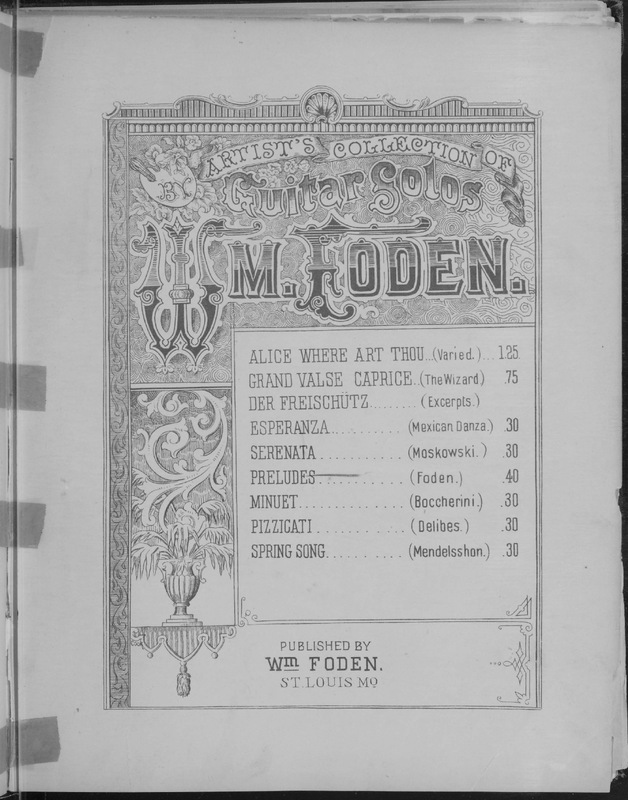 ARTIST'S COLLECTION OF
BY
Guitar Solos
WM. FODEN.
ALICE WHERE ART THOU..(Varied.)...1.25.
GRAND VALSE CAPRICE..(The Wizard) .75
DER FREISCHÜTZ........(Excerpts.)
ESPERANZA..........(Mexican Danza.) .30
SERENATA...........(Moskowski.) .30
PRELUDES...........(Foden.) .40
MINUET.............(Boccherini.) .30
PIZZICATI...........(Delibes.) .30
SPRING SONG.........(Mendelsshon.) .30
PUBLISHED BY
Wm FODEN.
ST. LOUIS MO